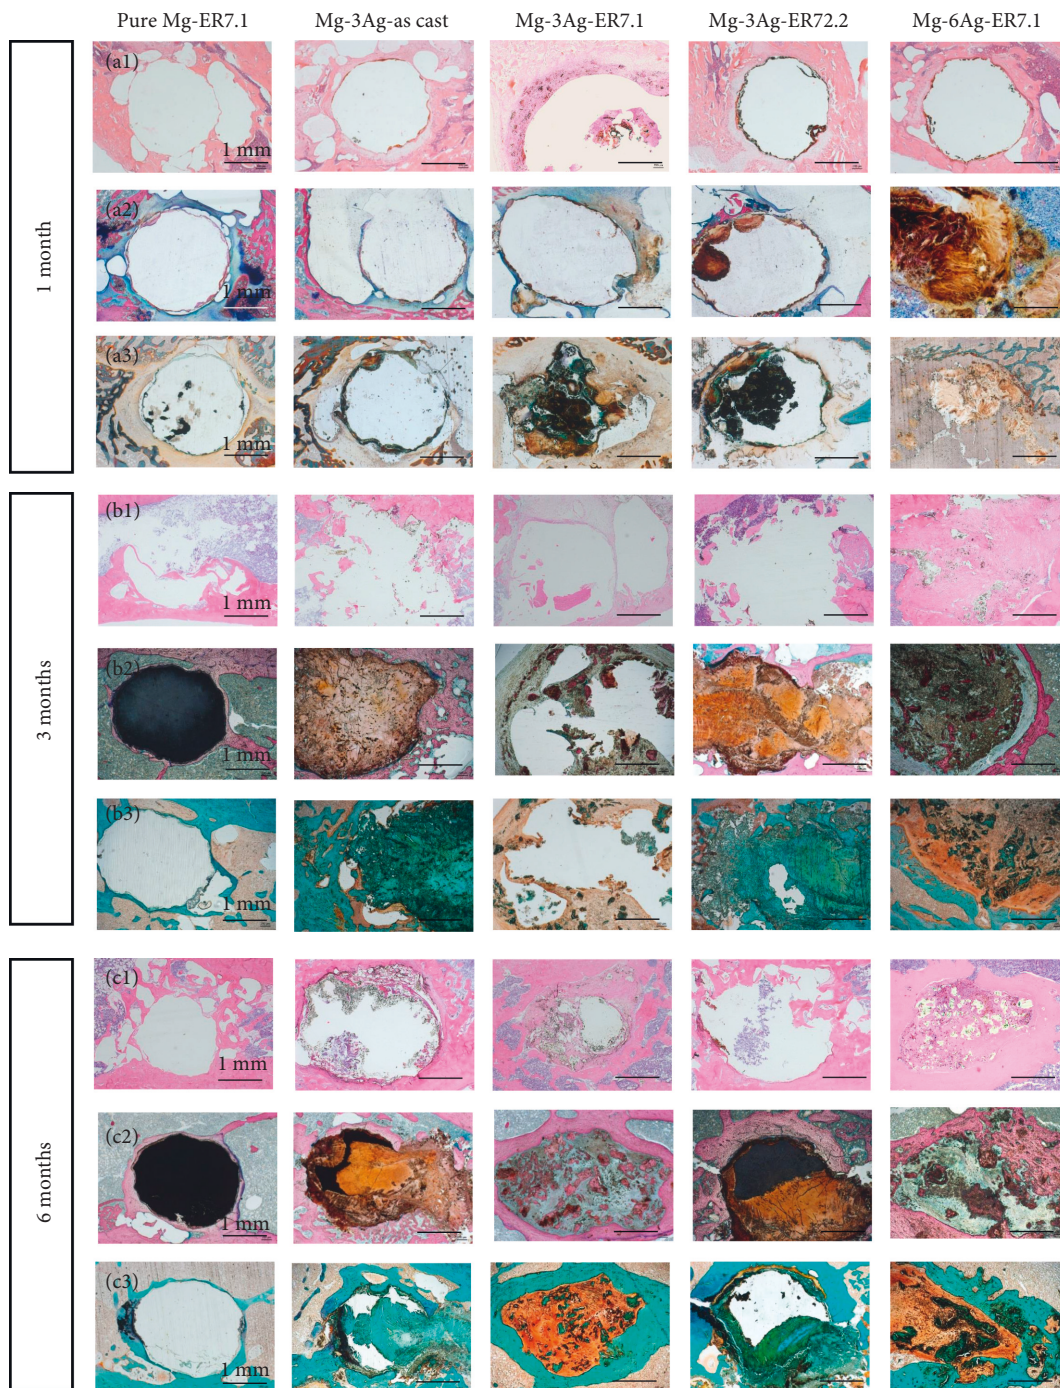 Pure Mg-ER7.1 Mg-3Ag-as cast Mg-3Ag-ER7.1 Mg-3Ag-ER72.2 Mg-6Ag-ER7.1
1 month
(a1)
1 mm
(a2)
1 mm
(a3)
1 mm
3 months
(b1)
1 mm
(b2)
1 mm
(b3)
1 mm
6 months
(c1)
1 mm
(c2)
1 mm
(c3)
1 mm